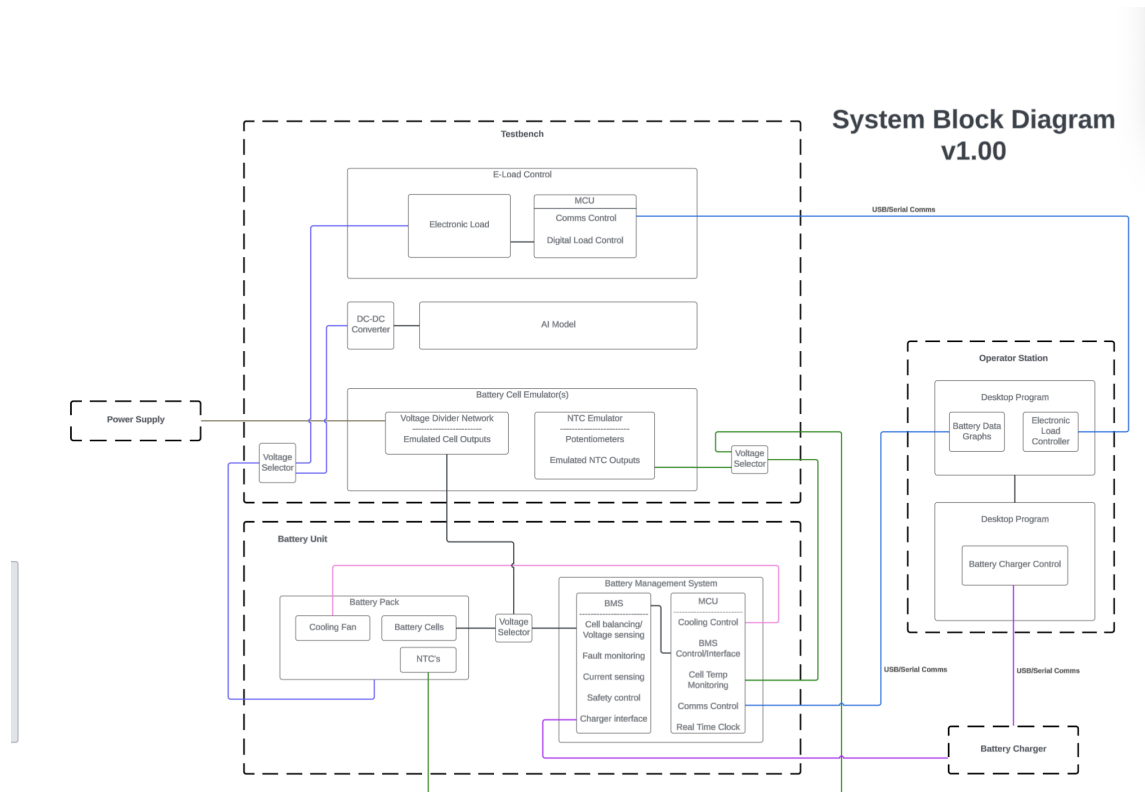 System Block Diagram
v1.00
Testbench
E-Load Control
Electronic Load
MCU
Comms Control
Digital Load Control
USB/Serial Comms
DC-DC
Converter
AI Model
Battery Cell Emulator(s)
Voltage Divider Network
Emulated Cell Outputs
NTC Emulator
Potentiometers
Emulated NTC Outputs
Power Supply
Voltage
Selector
Voltage
Selector
Operator Station
Desktop Program
Battery Data
Graphs
Electronic
Load
Controller
Desktop Program
Battery Charger Control
Battery Unit
Battery Pack
Cooling Fan
Battery Cells
NTC's
Voltage
Selector
Battery Management System
BMS
Cell balancing/
Voltage sensing
Fault monitoring
Current sensing
Safety control
Charger interface
MCU
Cooling Control
BMS
Control/Interface
Cell Temp
Monitoring
Comms Control
Real Time Clock
USB/Serial Comms
USB/Serial Comms
Battery Charger